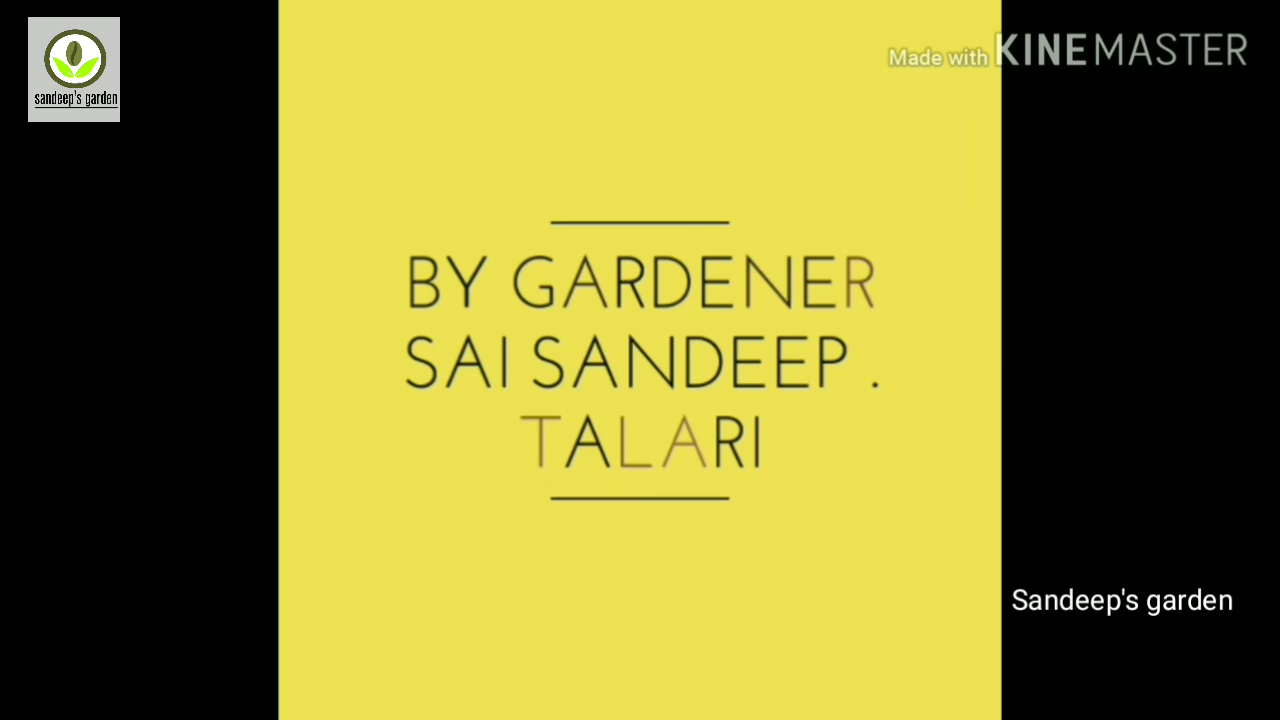 sandeep's garden
Made with KINEMASTER
BY GARDENER
SAI SANDEEP .
TALARI
Sandeep's garden